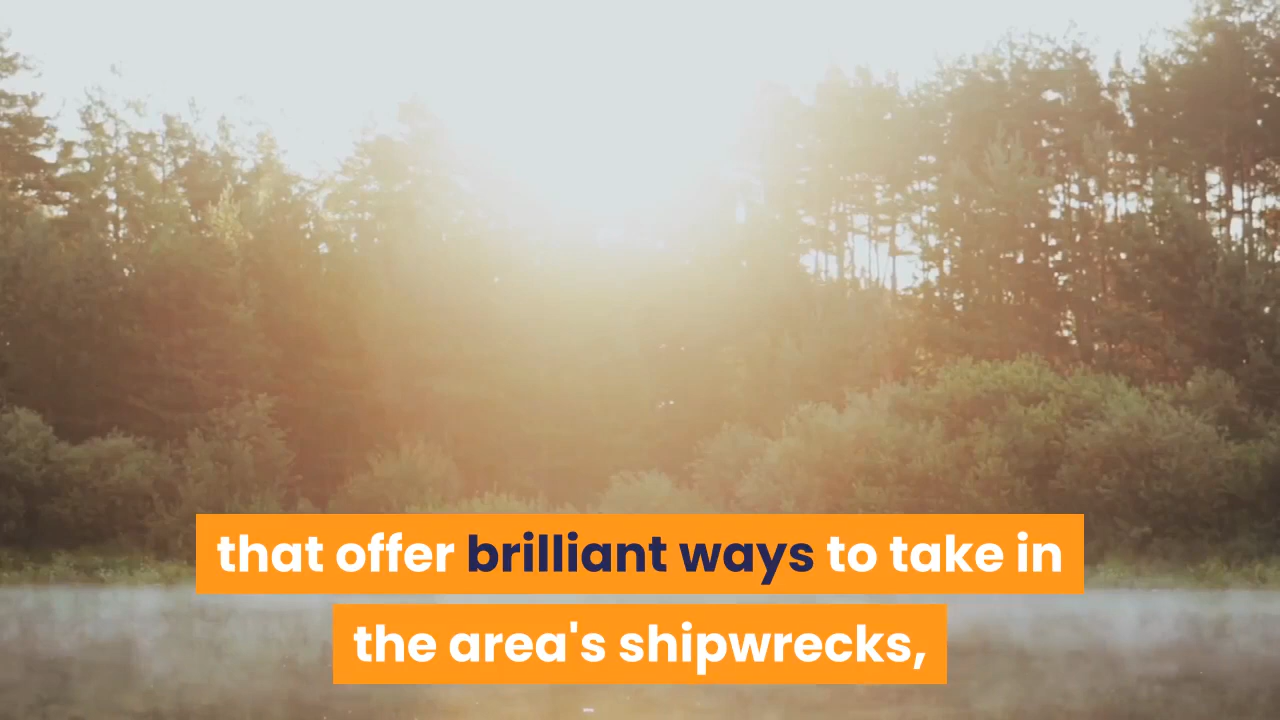 that offer brilliant ways to take in
the area's shipwrecks,